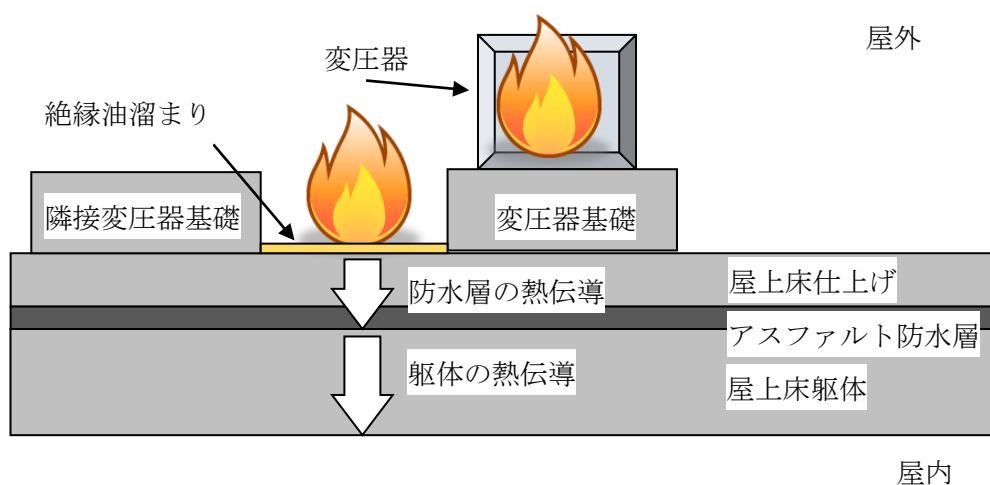 屋外
変圧器
絶縁油溜まり
隣接変圧器基礎
変圧器基礎
防水層の熱伝導
屋上床仕上げ
アスファルト防水層
躯体の熱伝導
屋上床躯体
屋内